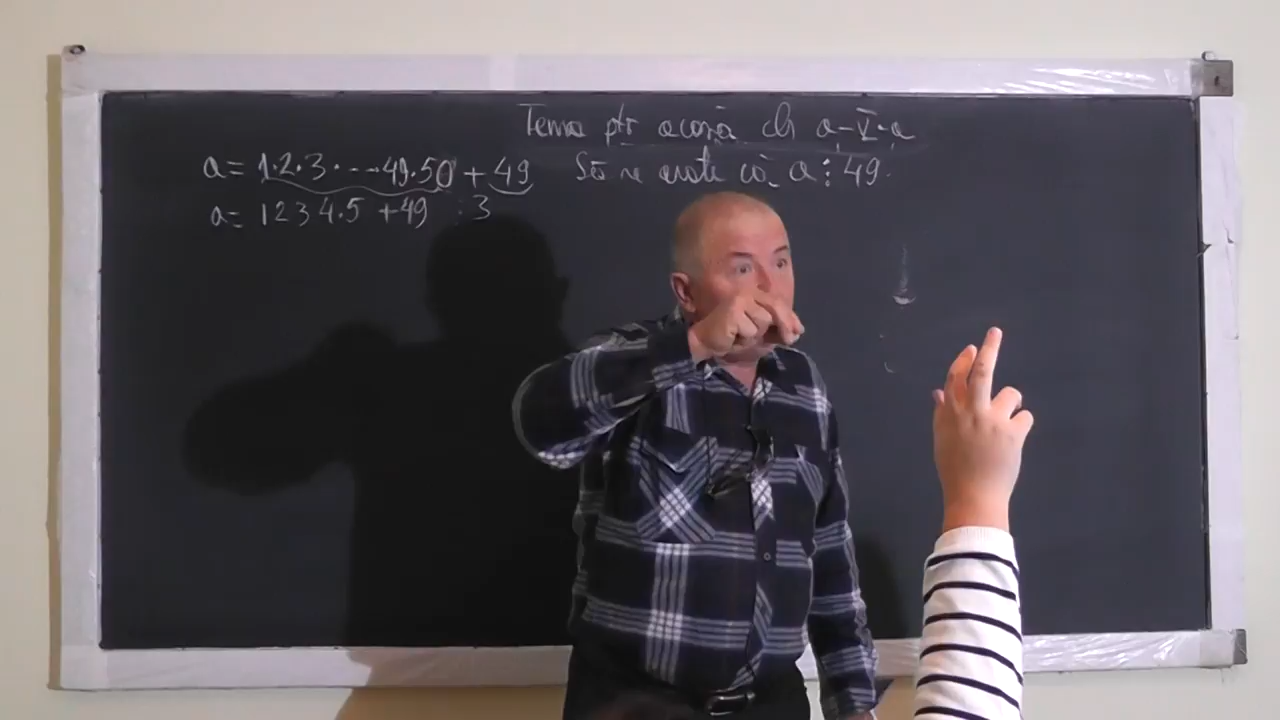 Tema ptr acasă cls a-V-a
a= 1·2·3·...49.50 + 49 Să se arate că a⋮49.
a= 1 2 3 4.5 +49 :3